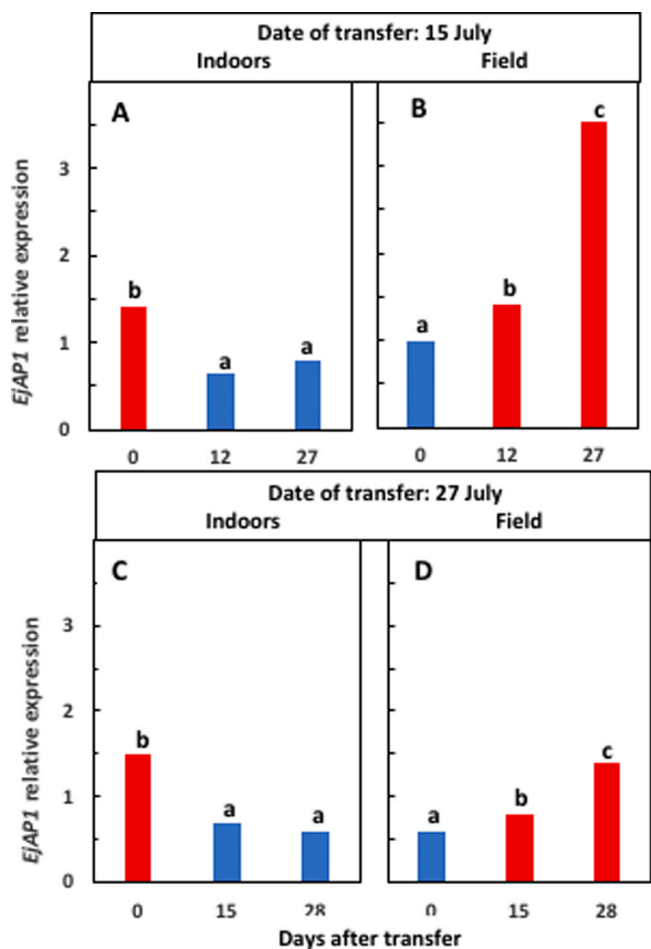 Date of transfer: 15 July
Indoors Field
A B
EjAP1 relative expression
3
2
1
0
b a a
a b c
0 12 27 0 12 27
Date of transfer: 27 July
Indoors Field
C D
EjAP1 relative expression
3
2
1
0
b a a
a b c
0 15 28 0 15 28
Days after transfer